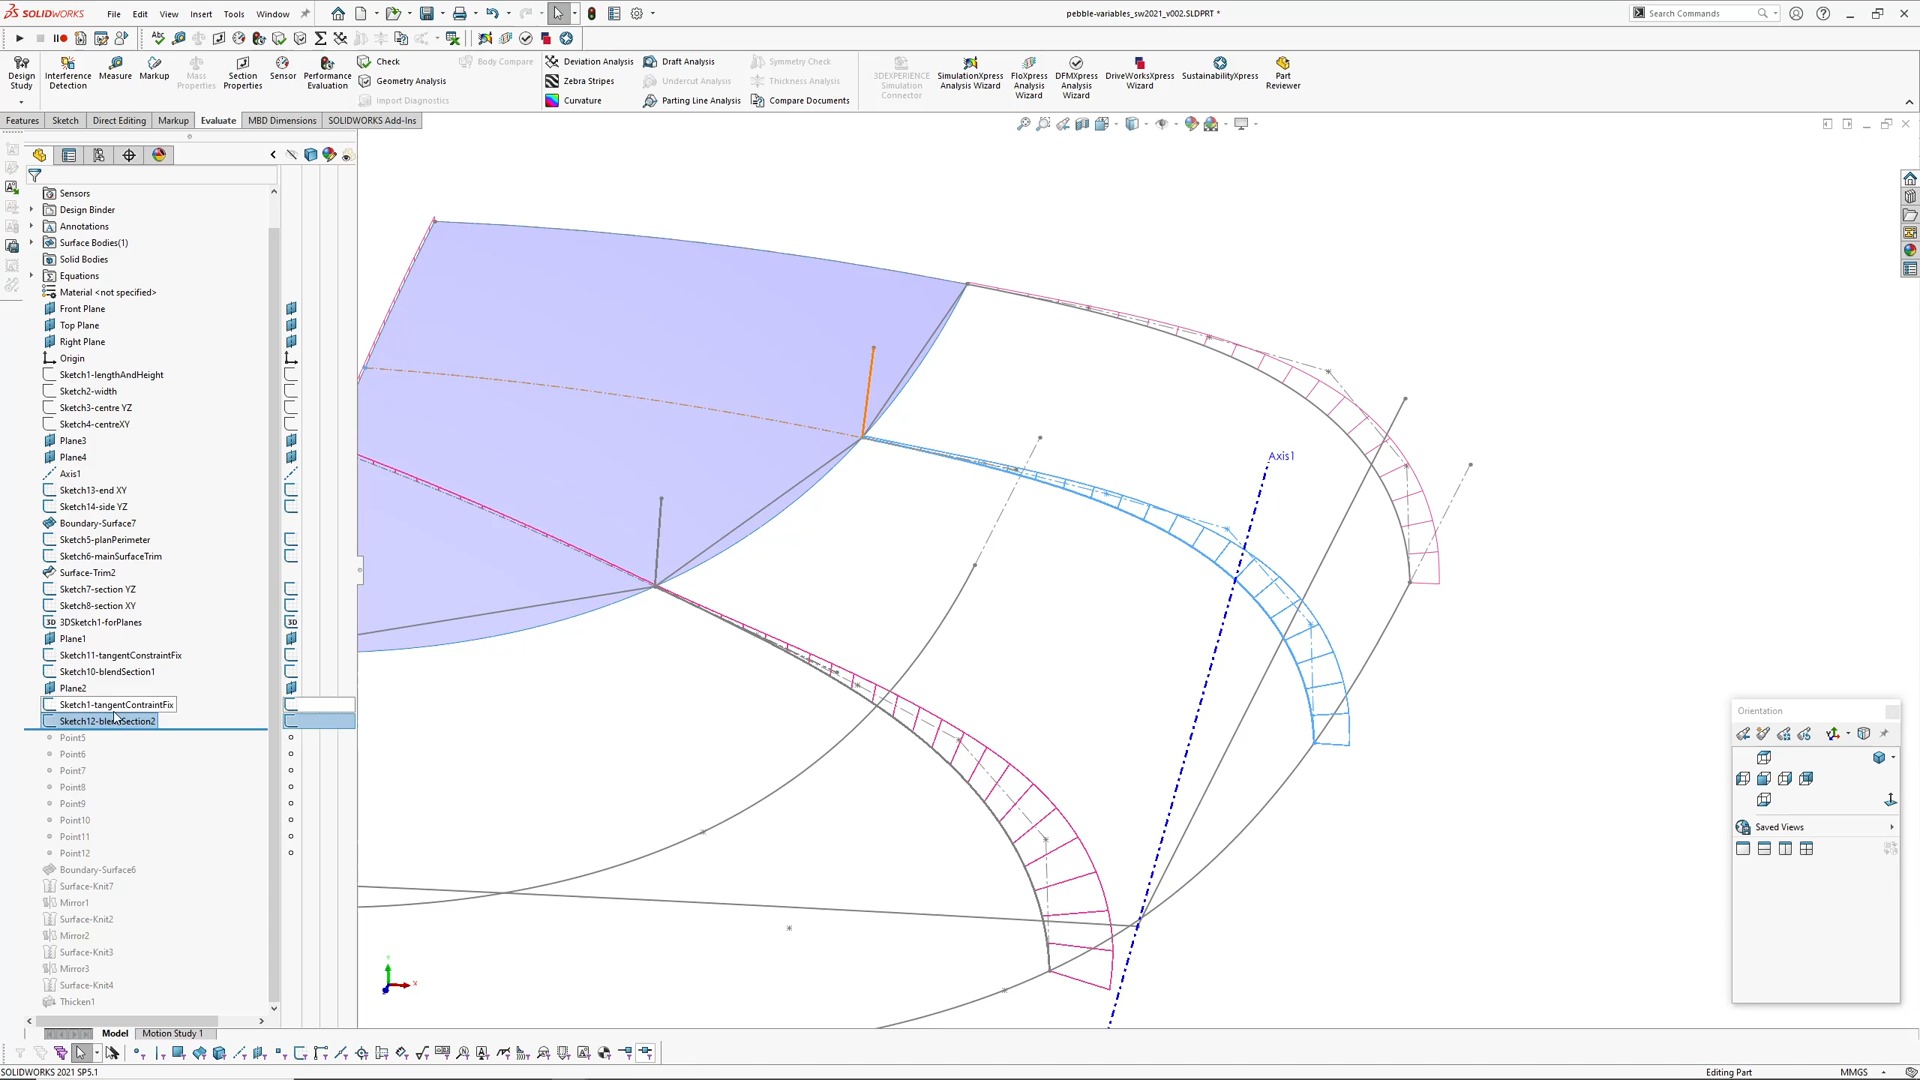 SOLIDWORKS File Edit View Insert Tools Window pebble-variables_sw2021_v002.SLDPRT * Search Commands
Design Study
Interference Detection
Measure
Markup
Mass Properties
Section Properties
Sensor
Performance Evaluation
Check
Geometry Analysis
Import Diagnostics
Body Compare
Deviation Analysis
Zebra Stripes
Curvature
Draft Analysis
Undercut Analysis
Parting Line Analysis
Symmetry Check
Thickness Analysis
Compare Documents
3DEXPERIENCE Simulation Connector
SimulationXpress Analysis Wizard
FloXpress Analysis Wizard
DFMXpress Analysis Wizard
DriveWorksXpress Wizard
SustainabilityXpress
Part Reviewer
Features Sketch Direct Editing Markup Evaluate MBD Dimensions SOLIDWORKS Add-Ins
Sensors
Design Binder
Annotations
Surface Bodies(1)
Solid Bodies
Equations
Material <not specified>
Front Plane
Top Plane
Right Plane
Origin
Sketch1-lengthAndHeight
Sketch2-width
Sketch3-centre YZ
Sketch4-centreXY
Plane3
Plane4
Axis1
Sketch13-end XY
Sketch14-side YZ
Boundary-Surface7
Sketch5-planPerimeter
Sketch6-mainSurfaceTrim
Surface-Trim2
Sketch7-section YZ
Sketch8-section XY
3D 3DSketch1-forPlanes 3D
Plane1
Sketch11-tangentConstraintFix
Sketch10-blendSection1
Plane2
Sketch1-tangentContraintFix
Sketch12-blendSection2
Point5
Point6
Point7
Point8
Point9
Point10
Point11
Point12
Boundary-Surface6
Surface-Knit7
Mirror1
Surface-Knit2
Mirror2
Surface-Knit3
Mirror3
Surface-Knit4
Thicken1
Axis1
Orientation
Saved Views
x
Model Motion Study 1
SOLIDWORKS 2021 SP5.1 Editing Part MMGS